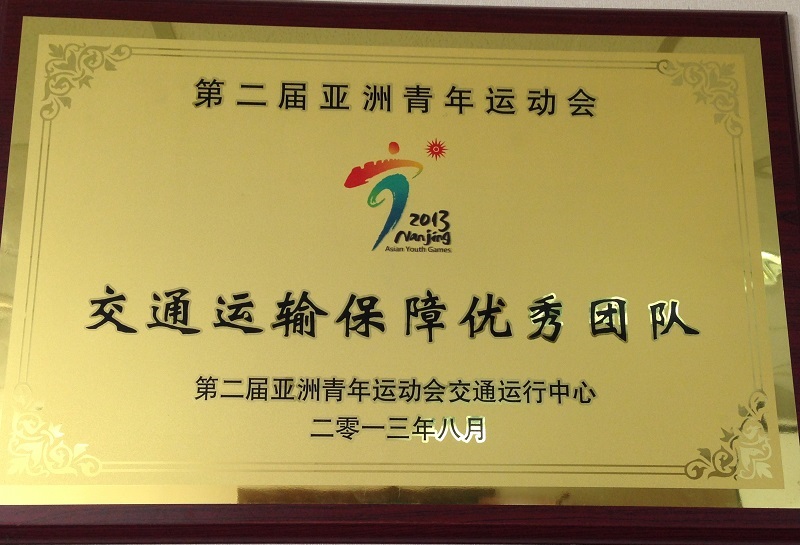 第二届亚洲青年运动会
2013
Nanjing
Asian Youth Games
交通运输保障优秀团队
第二届亚洲青年运动会交通运行中心
二零一三年八月